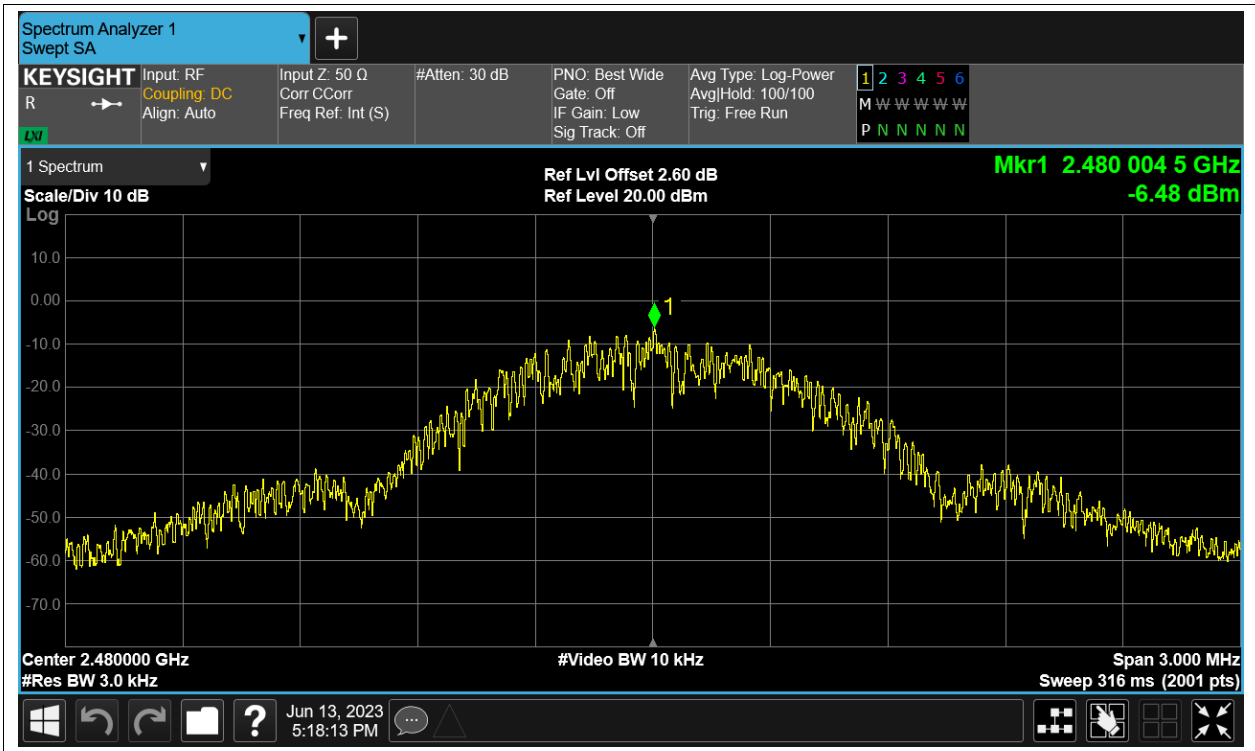 Spectrum Analyzer 1
Swept SA
+
KEYSIGHT
R
LXI
Input: RF
Coupling: DC
Align: Auto
Input Z: 50 Ω
Corr CCorr
Freq Ref: Int (S)
#Atten: 30 dB
PNO: Best Wide
Gate: Off
IF Gain: Low
Sig Track: Off
Avg Type: Log-Power
Avg|Hold: 100/100
Trig: Free Run
1 2 3 4 5 6
M W W W W W W
P N N N N N N
1 Spectrum
Scale/Div 10 dB
Ref Lvl Offset 2.60 dB
Ref Level 20.00 dBm
Mkr1 2.480 004 5 GHz
-6.48 dBm
Log
10.0
0.00
-10.0
-20.0
-30.0
-40.0
-50.0
-60.0
-70.0
1
Center 2.480000 GHz
#Video BW 10 kHz
Span 3.000 MHz
#Res BW 3.0 kHz
Sweep 316 ms (2001 pts)
?
Jun 13, 2023
5:18:13 PM